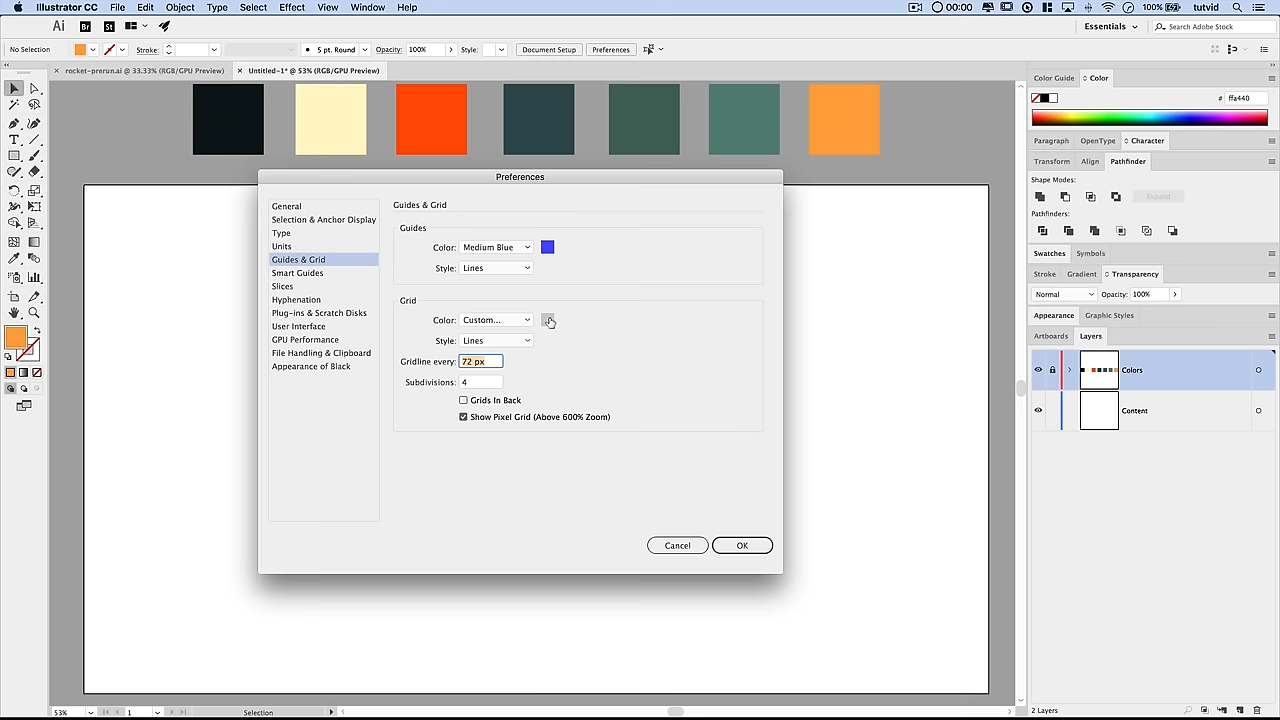 Illustrator CC File Edit Object Type Select Effect View Window Help 00:00 100% tutvid
Ai Br St Essentials Search Adobe Stock
No Selection Stroke: 5 pt. Round Opacity: 100% Style: Document Setup Preferences
× rocket-prerun.ai @ 33.33% (RGB/GPU Preview) × Untitled-1* @ 53% (RGB/GPU Preview)
Color Guide Color
# ffa440
Paragraph OpenType Character
Transform Align Pathfinder
Shape Modes:
Expand
Pathfinders:
Swatches Symbols
Stroke Gradient Transparency
Normal Opacity: 100%
Appearance Graphic Styles
Artboards Layers
Colors
Content
2 Layers
Preferences
General
Selection & Anchor Display
Type
Units
Guides & Grid
Smart Guides
Slices
Hyphenation
Plug-ins & Scratch Disks
User Interface
GPU Performance
File Handling & Clipboard
Appearance of Black
Guides & Grid
Guides
Color: Medium Blue
Style: Lines
Grid
Color: Custom...
Style: Lines
Gridline every: 72 px
Subdivisions: 4
Grids In Back
Show Pixel Grid (Above 600% Zoom)
Cancel OK
53% 1 Selection